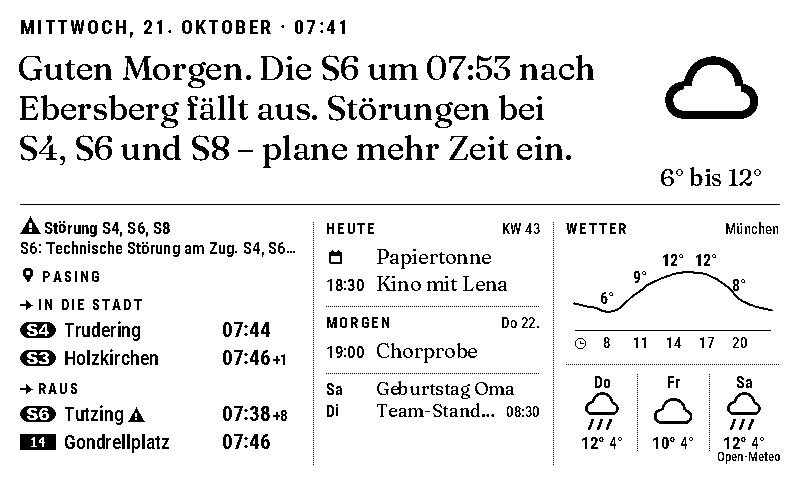 MITTWOCH, 21. OKTOBER · 07:41
Guten Morgen. Die S6 um 07:53 nach
Ebersberg fällt aus. Störungen bei
S4, S6 und S8 – plane mehr Zeit ein.
6° bis 12°
Störung S4, S6, S8
S6: Technische Störung am Zug. S4, S6...
PASING
IN DIE STADT
S4 Trudering 07:44
S3 Holzkirchen 07:46 +1
RAUS
S6 Tutzing 07:38 +8
14 Gondrellplatz 07:46
HEUTE KW 43
Papiertonne
18:30 Kino mit Lena
MORGEN Do 22.
19:00 Chorprobe
Sa Geburtstag Oma
Di Team-Stand... 08:30
WETTER München
6° 9° 12° 12° 8°
8 11 14 17 20
Do Fr Sa
12° 4° 10° 4° 12° 4°
Open-Meteo